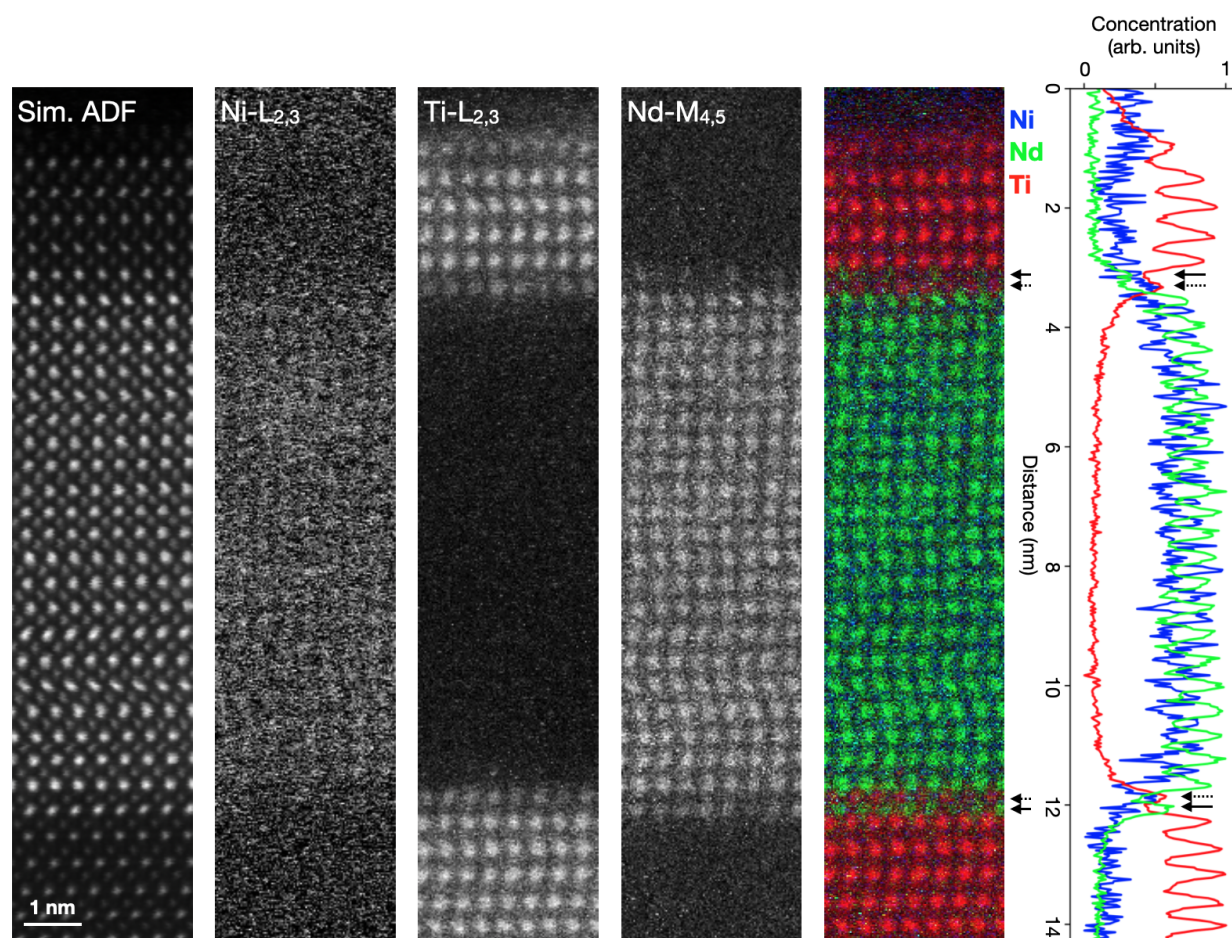 Concentration
(arb. units)
0 1
Sim. ADF
Ni-L2,3
Ti-L2,3
Nd-M4,5
Ni
Nd
Ti
0
2
4
6
8
10
12
14
Distance (nm)
1 nm